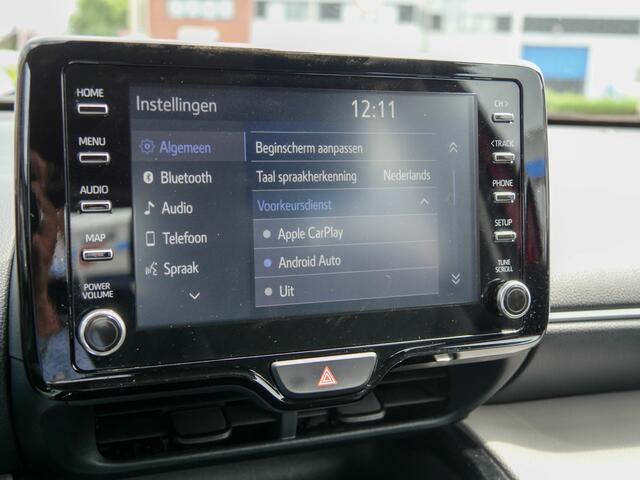 HOME
MENU
AUDIO
MAP
POWER
VOLUME
Instellingen 12:11
Algemeen
Bluetooth
Audio
Telefoon
Spraak
Beginscherm aanpassen
Taal spraakherkenning Nederlands
Voorkeursdienst
Apple CarPlay
Android Auto
Uit
CH >
< TRACK
PHONE
SETUP
TUNE
SCROLL